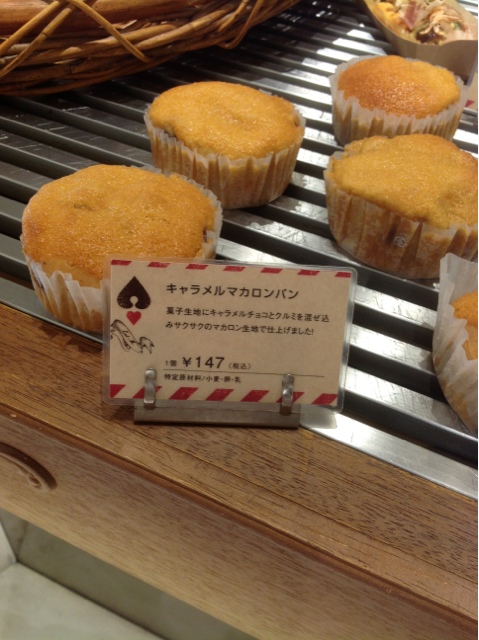 キャラメルマカロンパン
菓子生地にキャラメルチョコとクルミを混ぜ込
みサクサクのマカロン生地で仕上げました!
1個 ¥147 (税込)
特定原材料/小麦・卵・乳